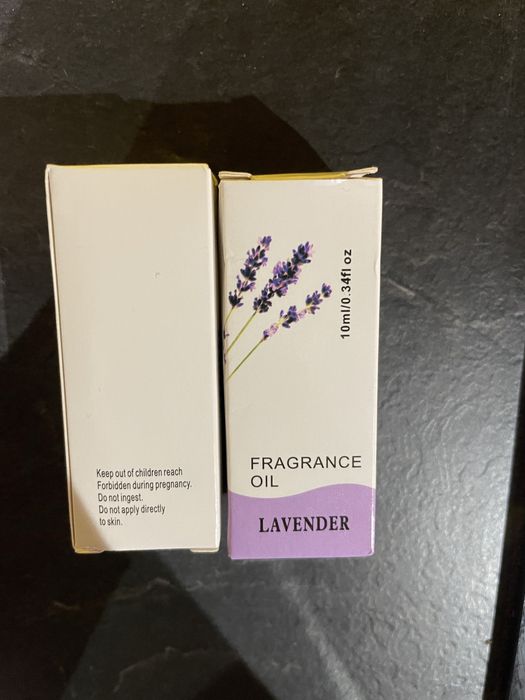 Keep out of children reach
Forbidden during pregnancy.
Do not ingest.
Do not apply directly
to skin.
10ml/0.34fl oz
FRAGRANCE
OIL
LAVENDER